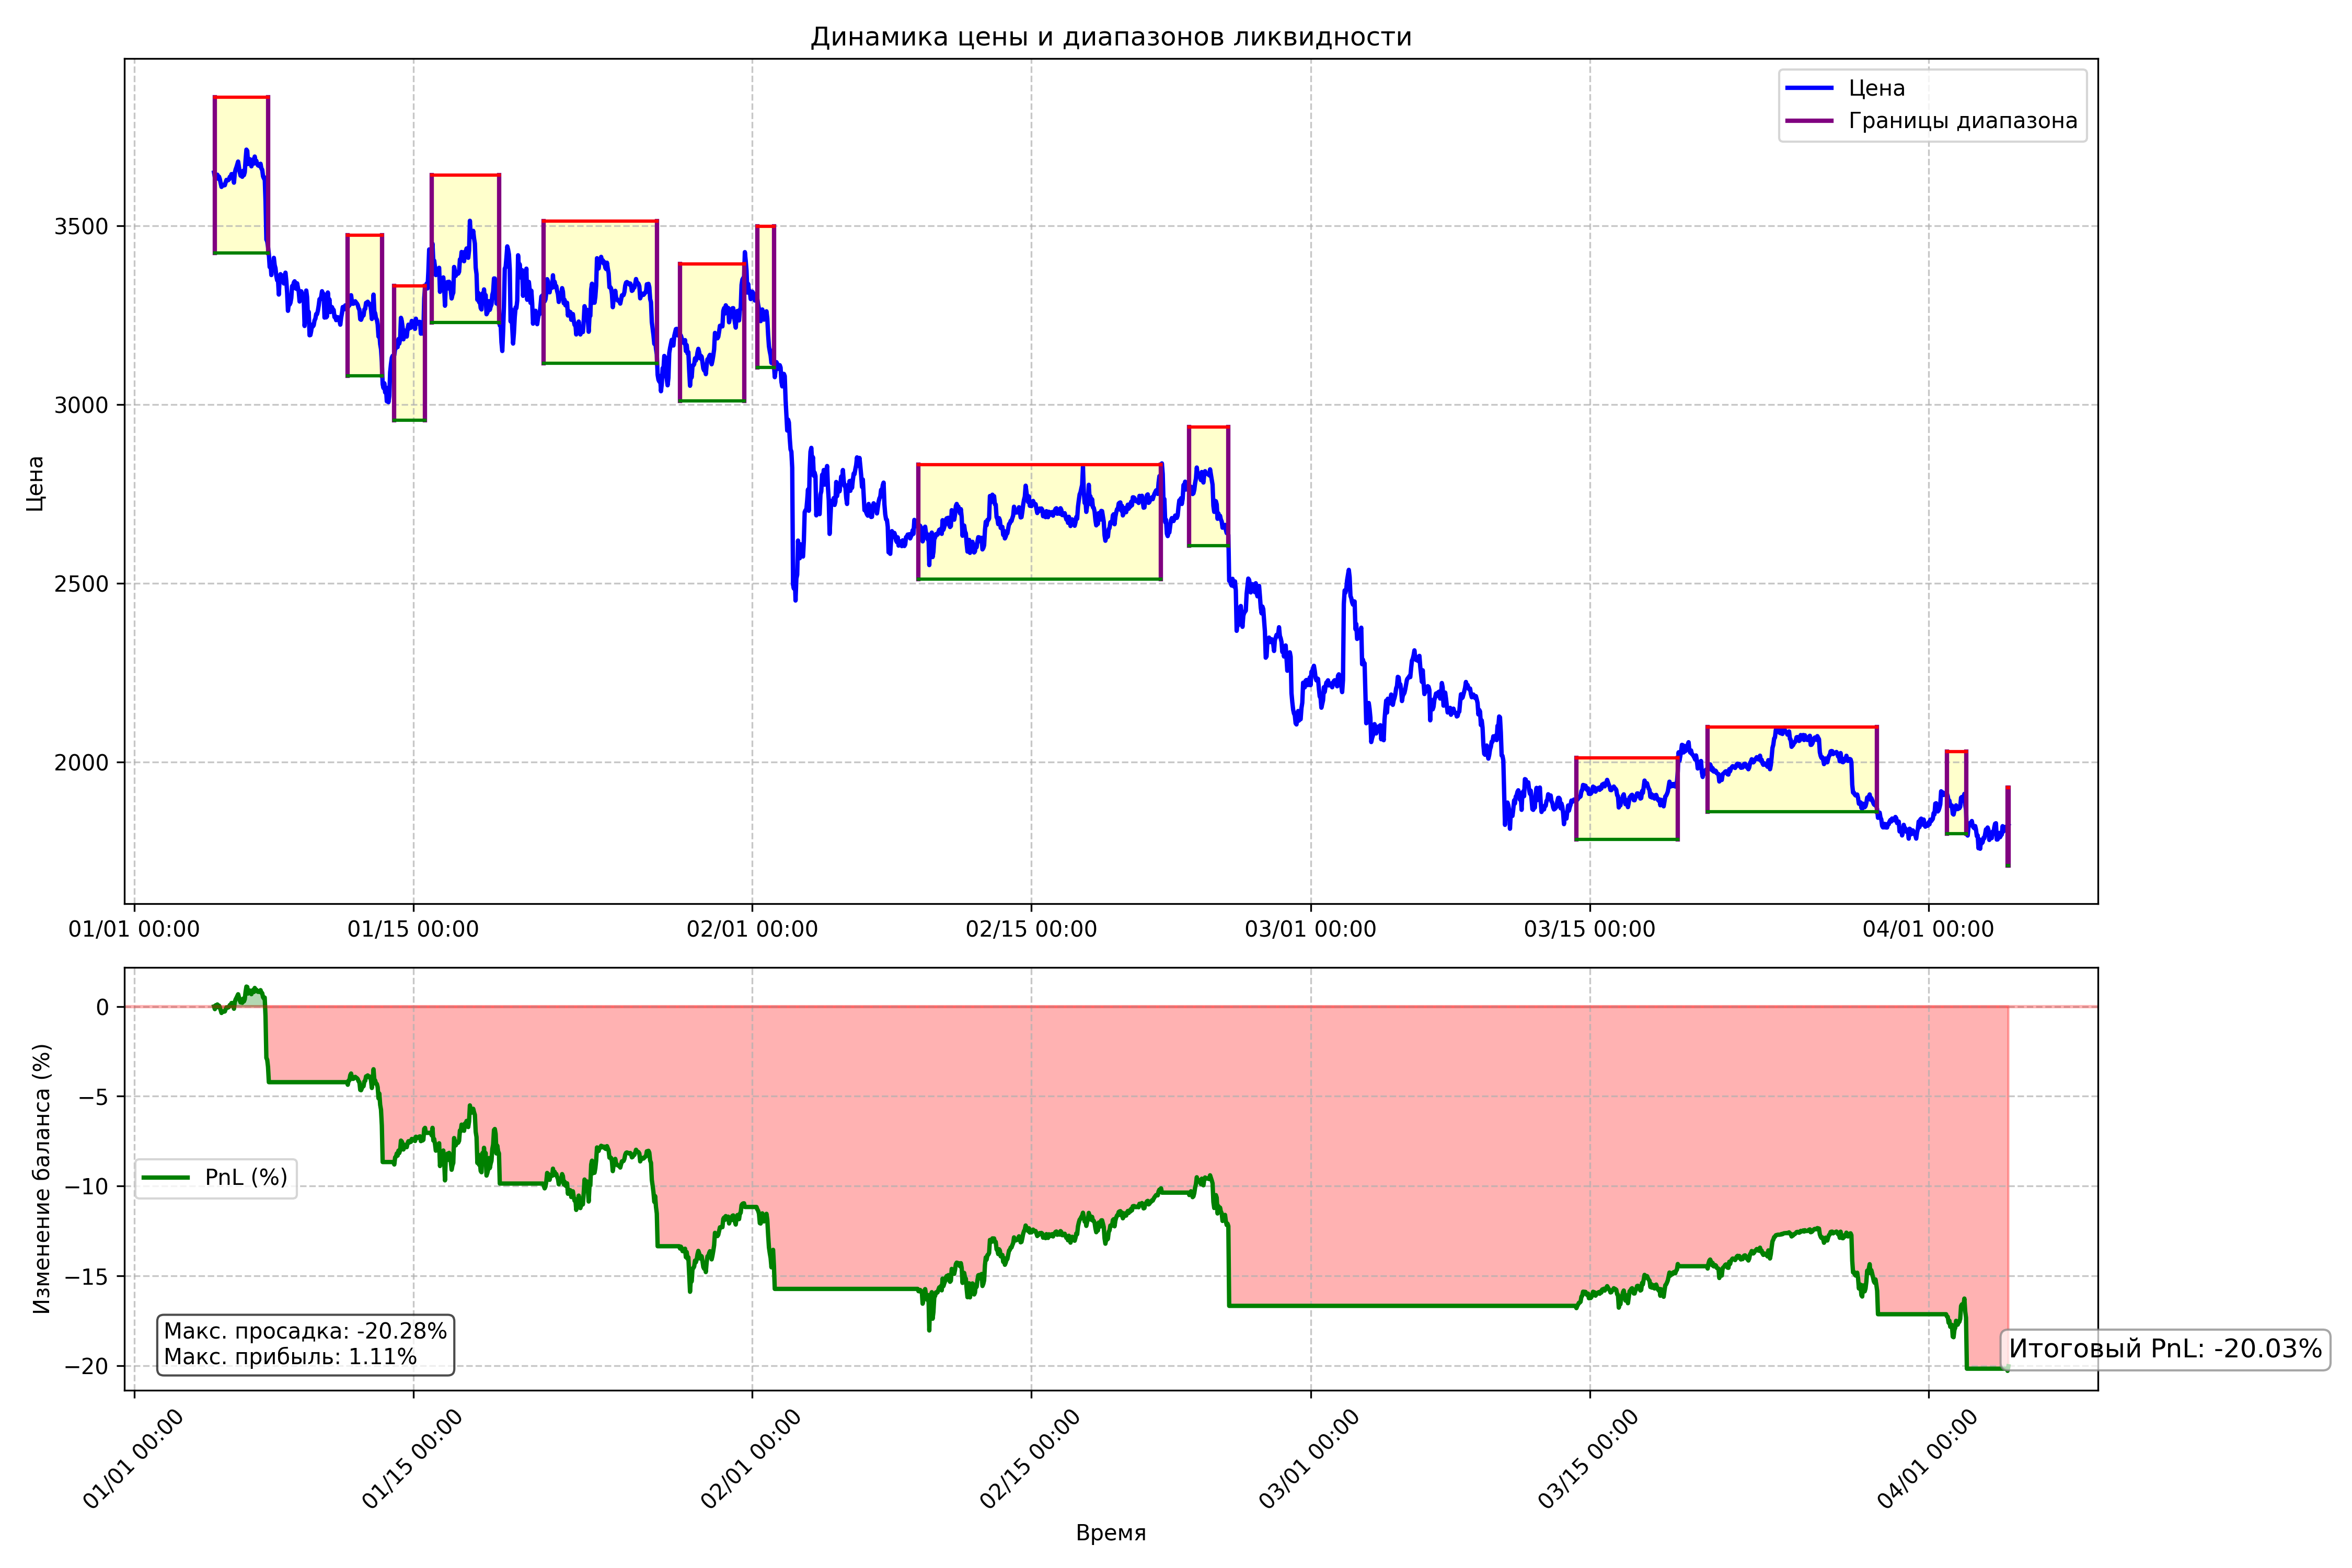 Динамика цены и диапазонов ликвидности
Цена
Границы диапазона
Цена
3500
3000
2500
2000
01/01 00:00
01/15 00:00
02/01 00:00
02/15 00:00
03/01 00:00
03/15 00:00
04/01 00:00
Изменение баланса (%)
0
−5
−10
−15
−20
PnL (%)
Макс. просадка: -20.28%
Макс. прибыль: 1.11%
Итоговый PnL: -20.03%
01/01 00:00
01/15 00:00
02/01 00:00
02/15 00:00
03/01 00:00
03/15 00:00
04/01 00:00
Время